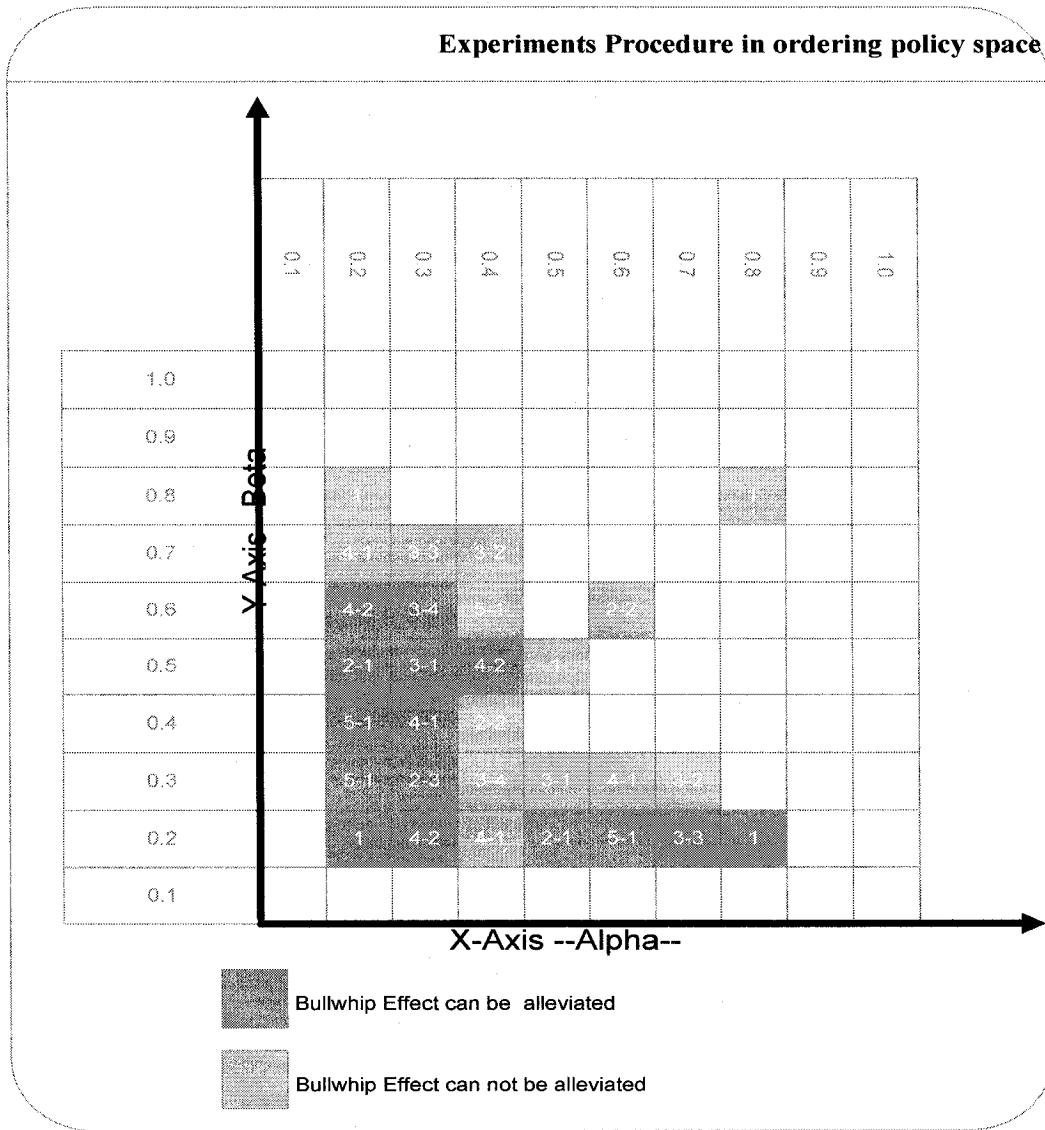 Experiments Procedure in ordering policy space
0.1 0.2 0.3 0.4 0.5 0.6 0.7 0.8 0.9 1.0
1.0
0.9
0.8 1 1
0.7 4-1 3-3 3-2
0.6 4-2 3-4 5-1 2-2
0.5 2-1 3-1 4-2 1
0.4 5-1 4-1 2-2
0.3 5-1 2-3 3-4 3-1 4-1 3-2
0.2 1 4-2 4-1 2-1 5-1 3-3 1
0.1
Y-Axis--Beta
X-Axis --Alpha--
Bullwhip Effect can be alleviated
Bullwhip Effect can not be alleviated